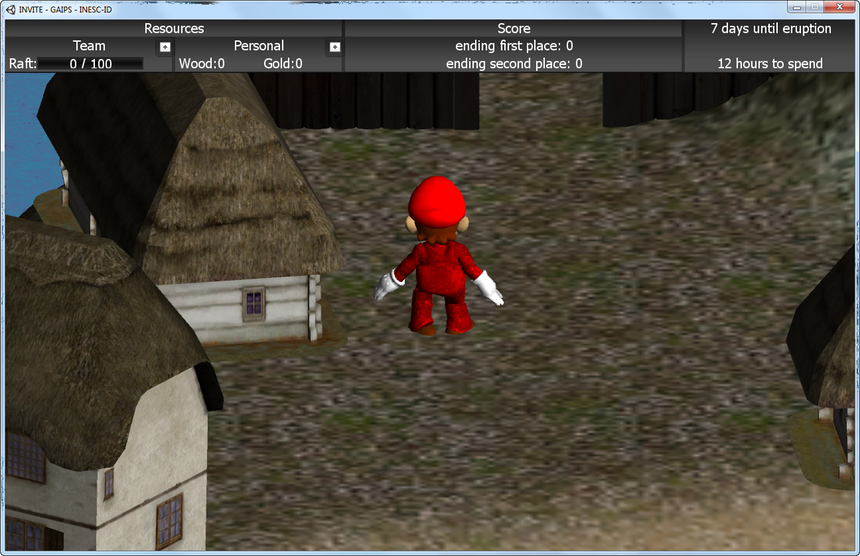 INVITE - GAIPS - INESC-ID
Resources
Team
Personal
Raft: 0 / 100
Wood:0 Gold:0
Score
ending first place: 0
ending second place: 0
7 days until eruption
12 hours to spend